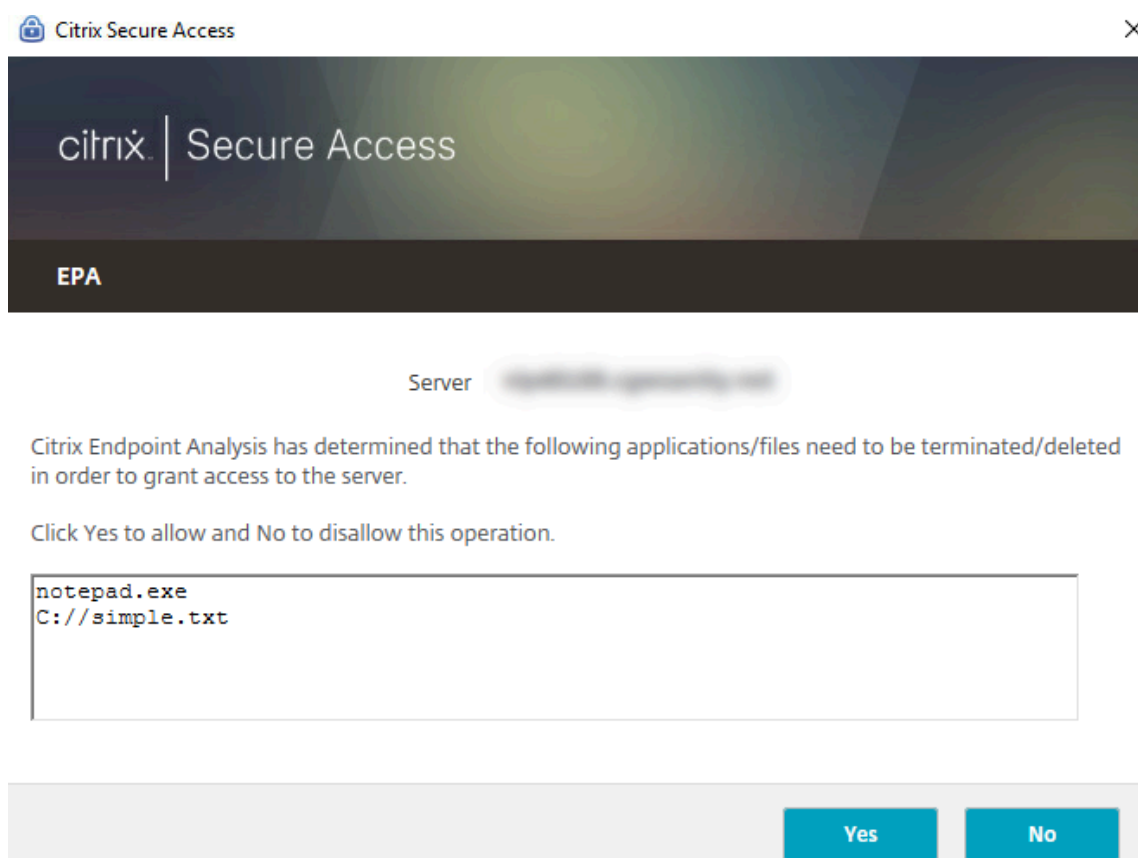 Citrix Secure Access
citrix. | Secure Access
EPA
Server
Citrix Endpoint Analysis has determined that the following applications/files need to be terminated/deleted
in order to grant access to the server.
Click Yes to allow and No to disallow this operation.
notepad.exe
C://simple.txt
Yes No